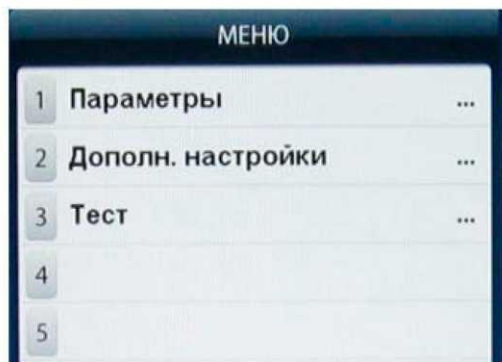 МЕНЮ
1 Параметры ...
2 Дополн. настройки ...
3 Тест ...
4
5